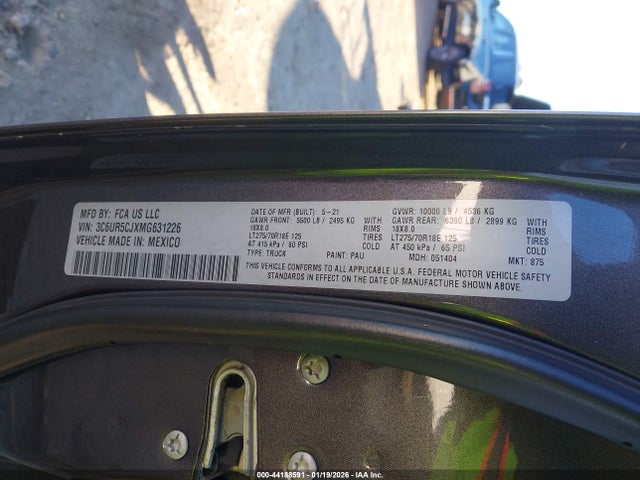 MFD BY: FCA US LLC
VIN: 3C6UR5CJXMG631226
VEHICLE MADE IN: MEXICO
DATE OF MFR (BUILT): 5-21
GAWR FRONT: 5500 LB / 2495 KG
18X8.0 WITH RIMS
LT275/70R18E 125 TIRES
AT 415 kPa / 60 PSI COLD
TYPE: TRUCK PAINT: PAU
GVWR: 10000 LB / 4536 KG
GAWR REAR: 6390 LB / 2899 KG
18X8.0 WITH RIMS
LT275/70R18E 125 TIRES
AT 450 kPa / 65 PSI COLD
MDH: 051404 MKT: 875
THIS VEHICLE CONFORMS TO ALL APPLICABLE U.S.A. FEDERAL MOTOR VEHICLE SAFETY
STANDARDS IN EFFECT ON THE DATE OF MANUFACTURE SHOWN ABOVE.
000-44188591 - 01/19/2026 - IAAI.COM